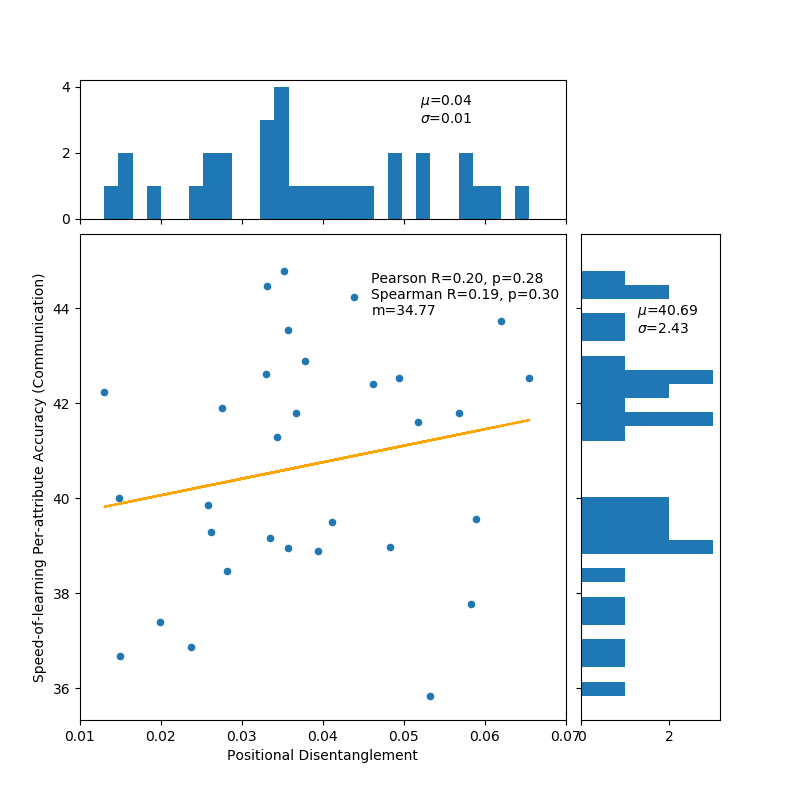 4
2
0
μ=0.04
σ=0.01
Speed-of-learning Per-attribute Accuracy (Communication)
44
42
40
38
36
Pearson R=0.20, p=0.28
Spearman R=0.19, p=0.30
m=34.77
μ=40.69
σ=2.43
0.01 0.02 0.03 0.04 0.05 0.06 0.07
0 2
Positional Disentanglement